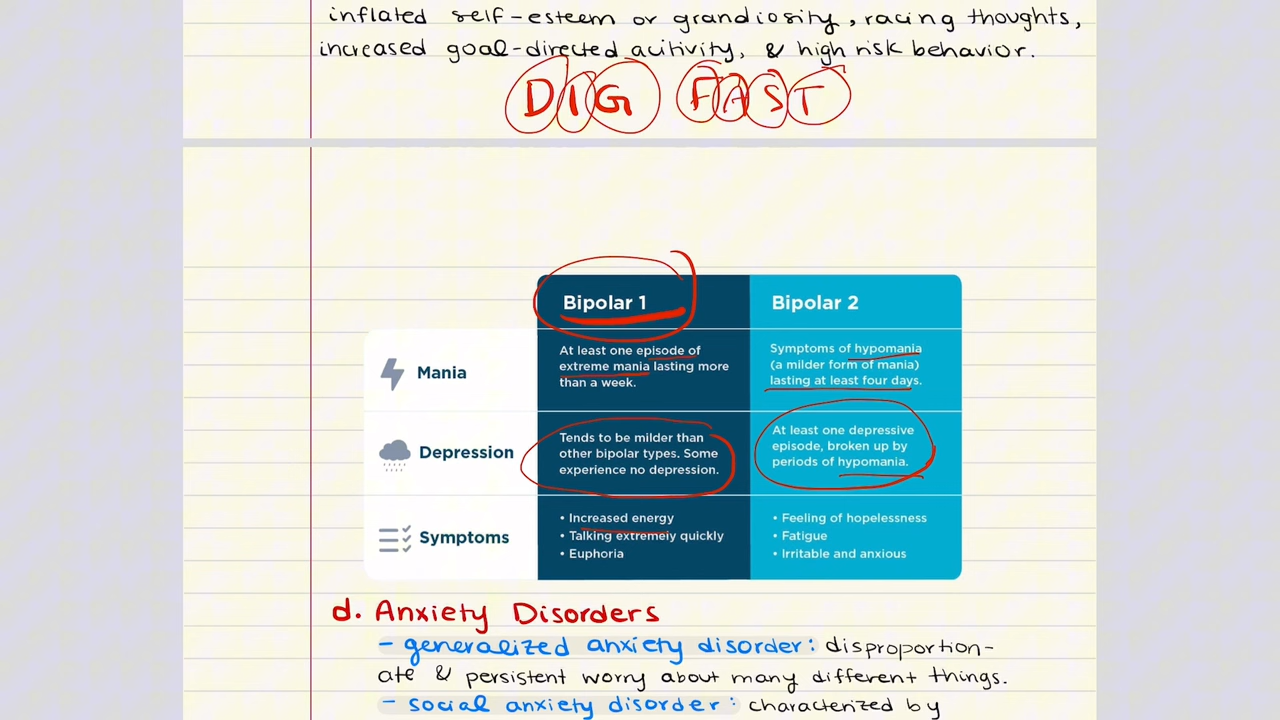 inflated self-esteem or grandiosity, racing thoughts,
increased goal-directed acitivity, & high risk behavior.
DIG FAST
Bipolar 1
Bipolar 2
Mania
At least one episode of
extreme mania lasting more
than a week.
Symptoms of hypomania
(a milder form of mania)
lasting at least four days.
Depression
Tends to be milder than
other bipolar types. Some
experience no depression.
At least one depressive
episode, broken up by
periods of hypomania.
Symptoms
• Increased energy
• Talking extremely quickly
• Euphoria
• Feeling of hopelessness
• Fatigue
• Irritable and anxious
d. Anxiety Disorders
- generalized anxiety disorder: disproportion-
ate & persistent worry about many different things.
- social anxiety disorder: characterized by